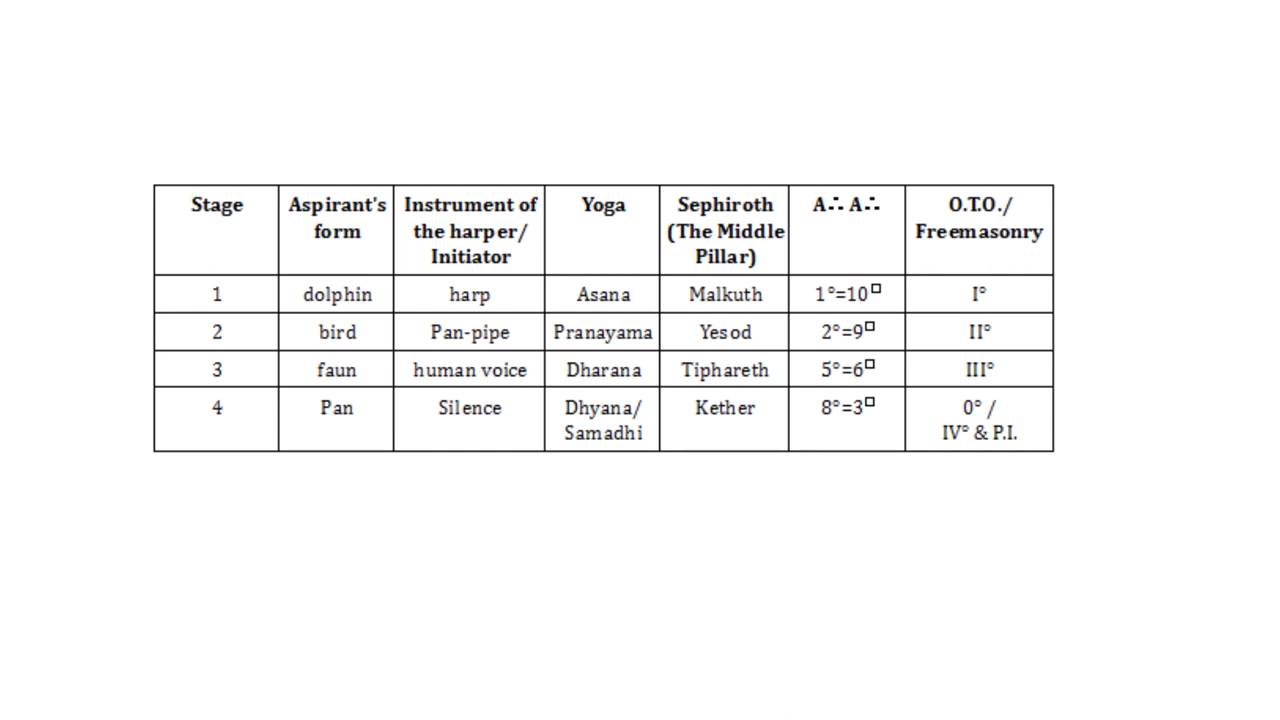 Stage Aspirant's form Instrument of the harper/ Initiator Yoga Sephiroth (The Middle Pillar) A∴ A∴ O.T.O./ Freemasonry
1 dolphin harp Asana Malkuth 1°=10□ I°
2 bird Pan-pipe Pranayama Yesod 2°=9□ II°
3 faun human voice Dharana Tiphareth 5°=6□ III°
4 Pan Silence Dhyana/ Samadhi Kether 8°=3□ 0° / IV° & P.I.